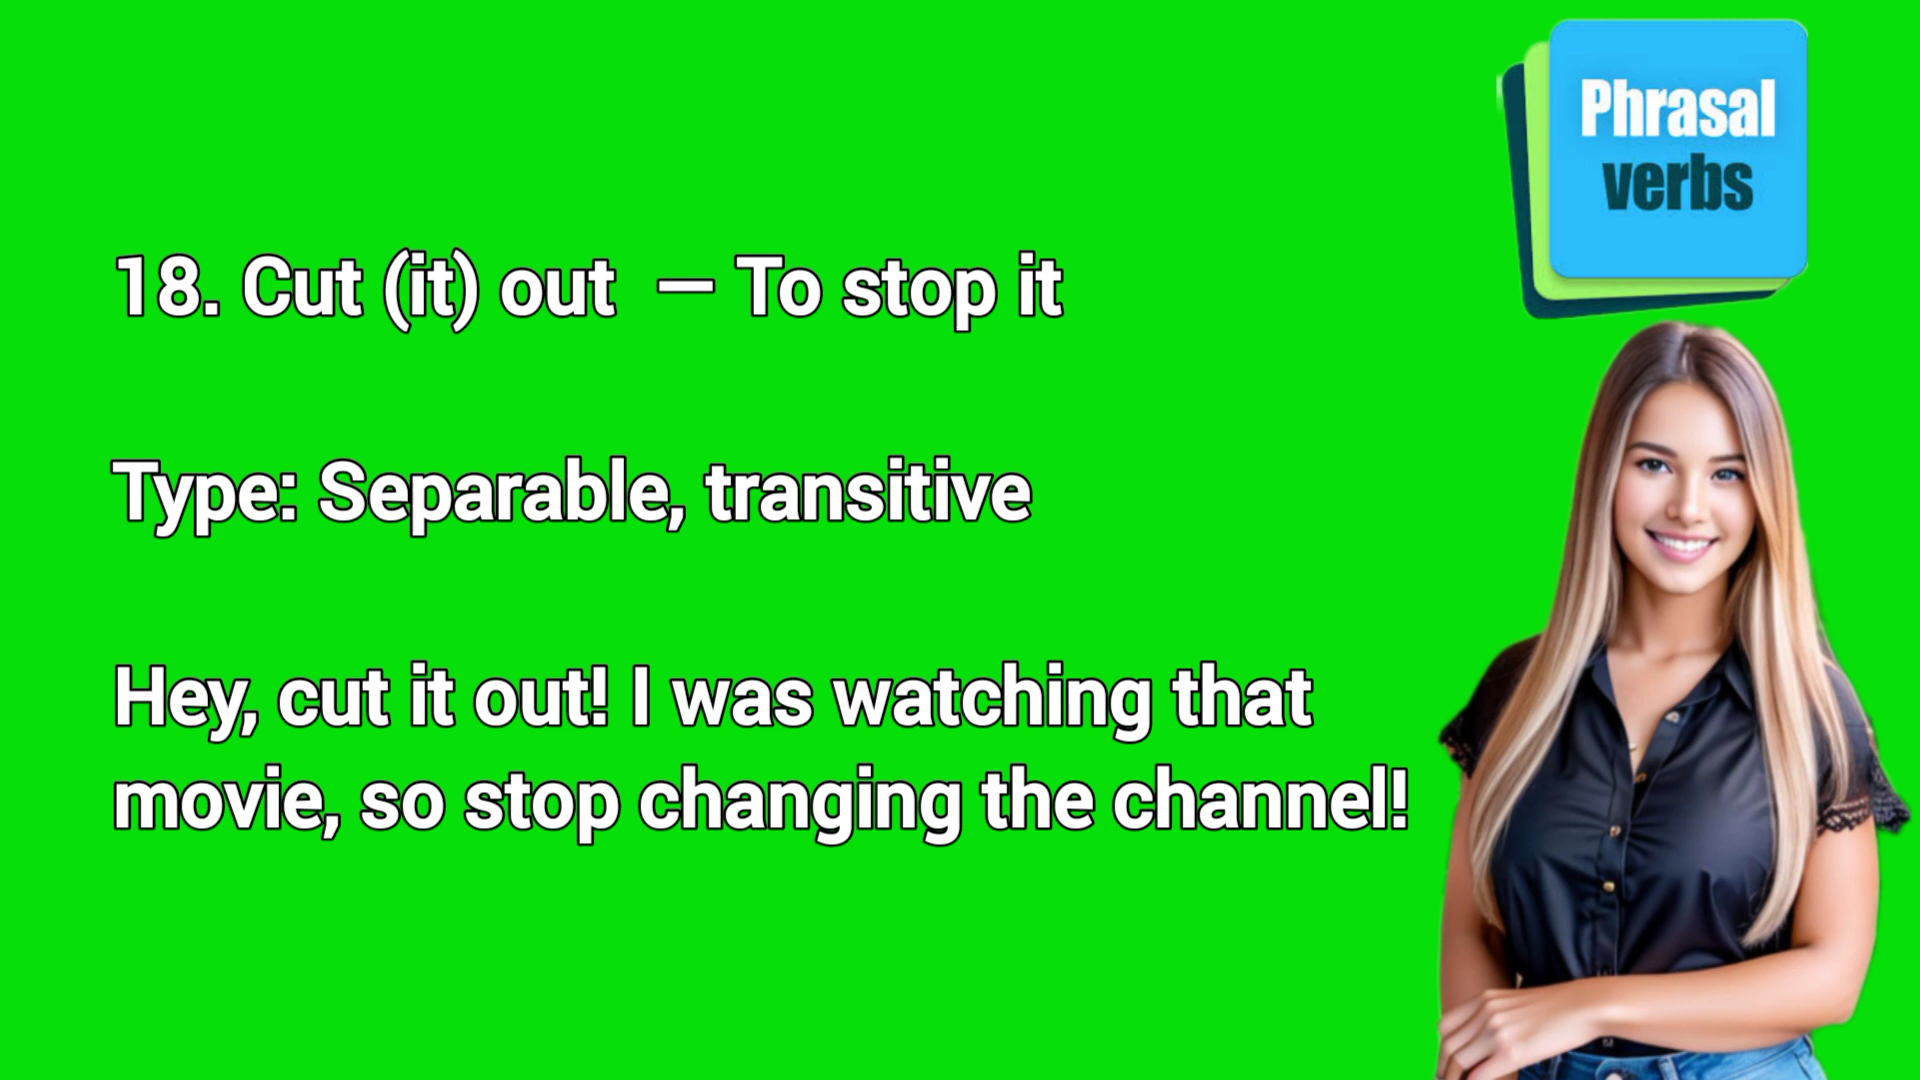 Phrasal
verbs
18. Cut (it) out — To stop it
Type: Separable, transitive
Hey, cut it out! I was watching that
movie, so stop changing the channel!